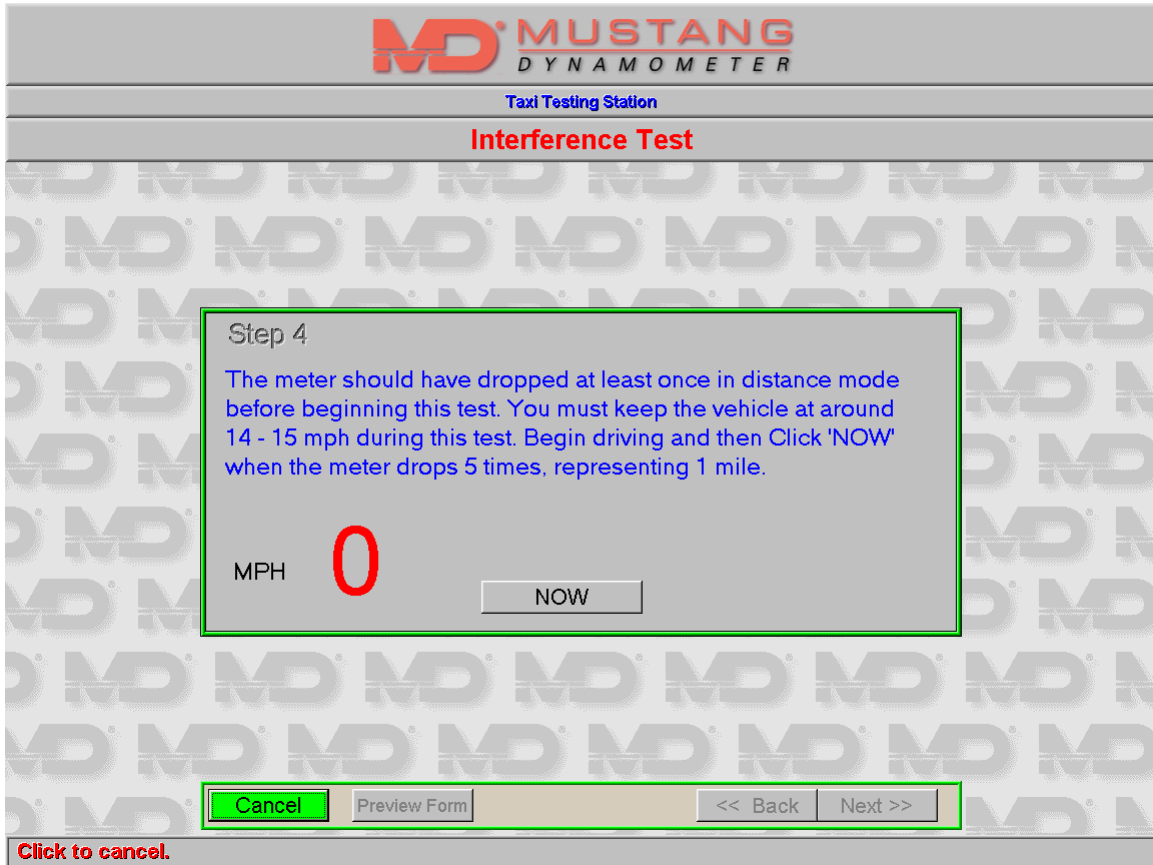 MD MUSTANG
DYNAMOMETER
Taxi Testing Station
Interference Test
Step 4
The meter should have dropped at least once in distance mode
before beginning this test. You must keep the vehicle at around
14 - 15 mph during this test. Begin driving and then Click 'NOW'
when the meter drops 5 times, representing 1 mile.
MPH 0
NOW
Cancel Preview Form << Back Next >>
Click to cancel.